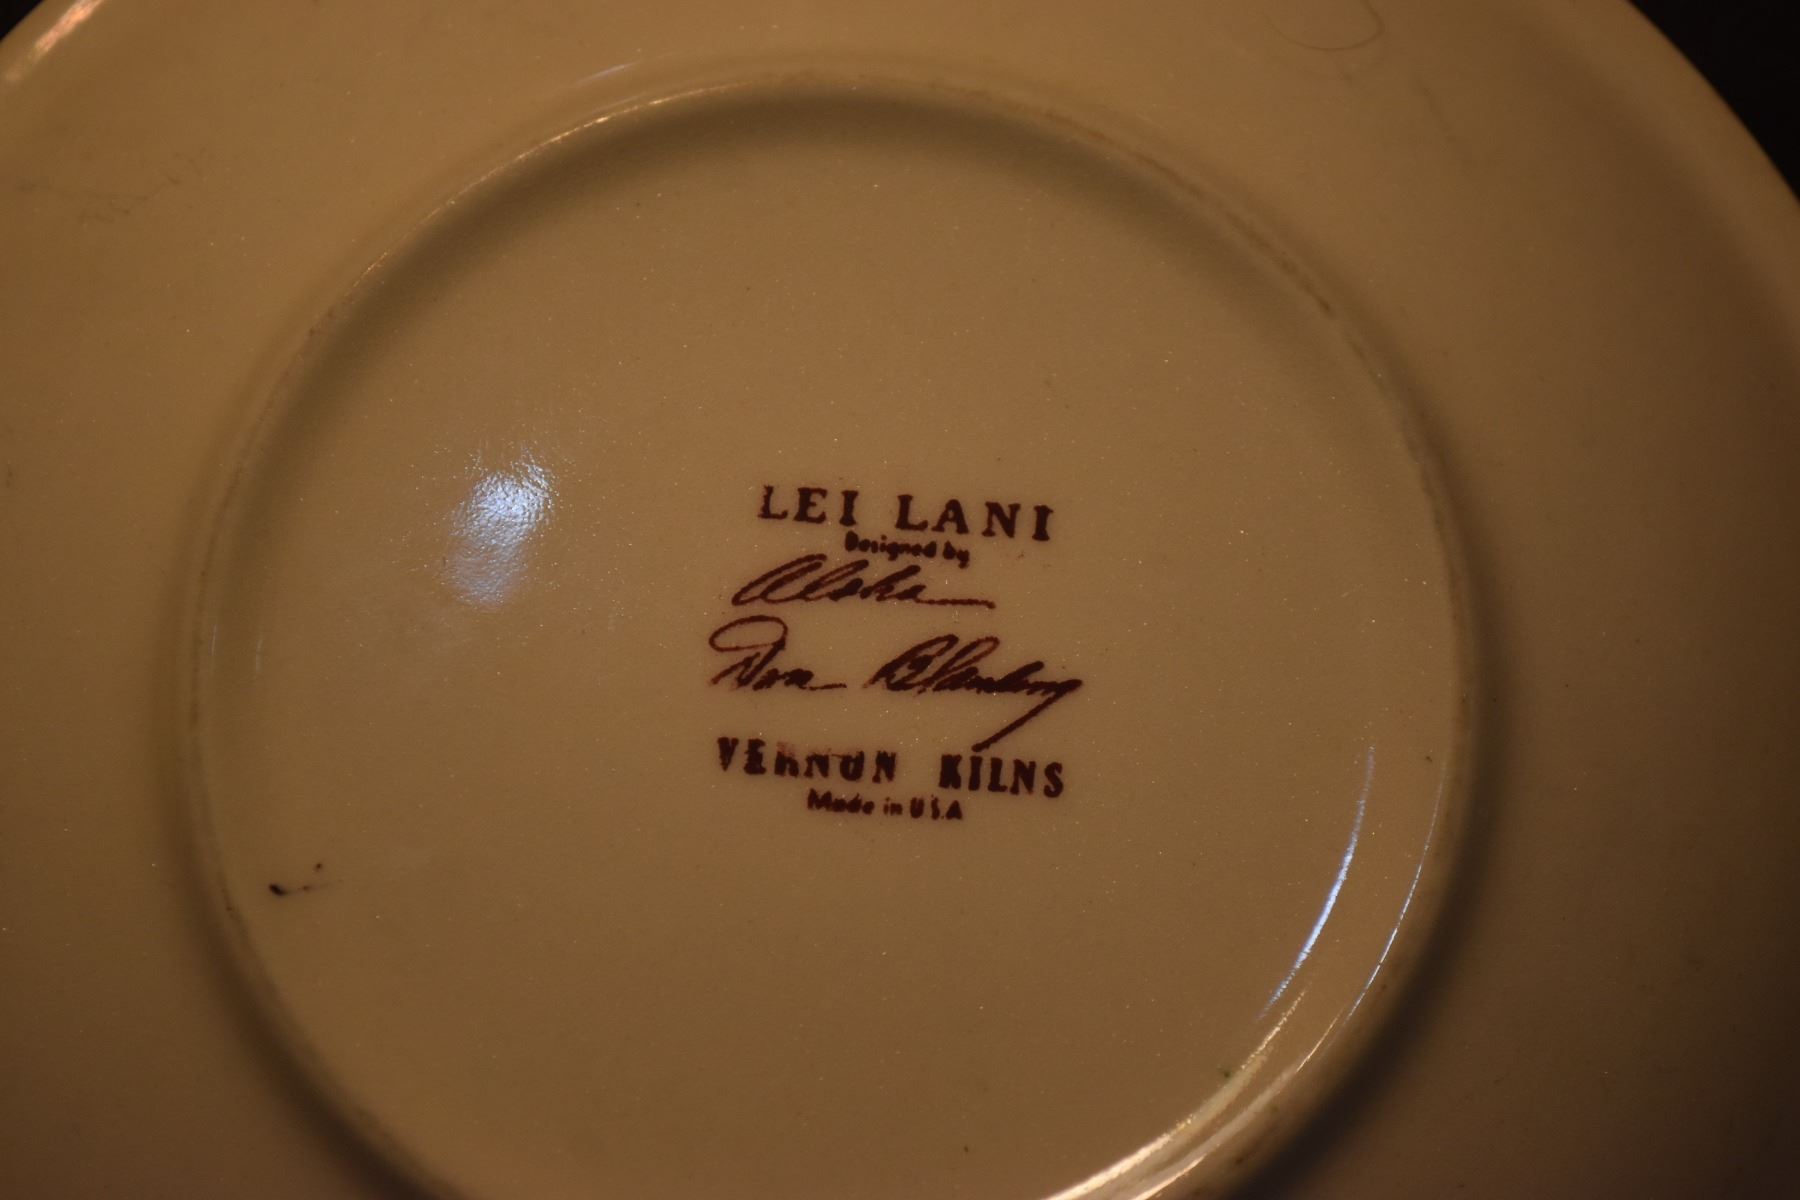 LEI LANI
Designed by
Aloha
Don Blanding
VERNON KILNS
Made in U.S.A